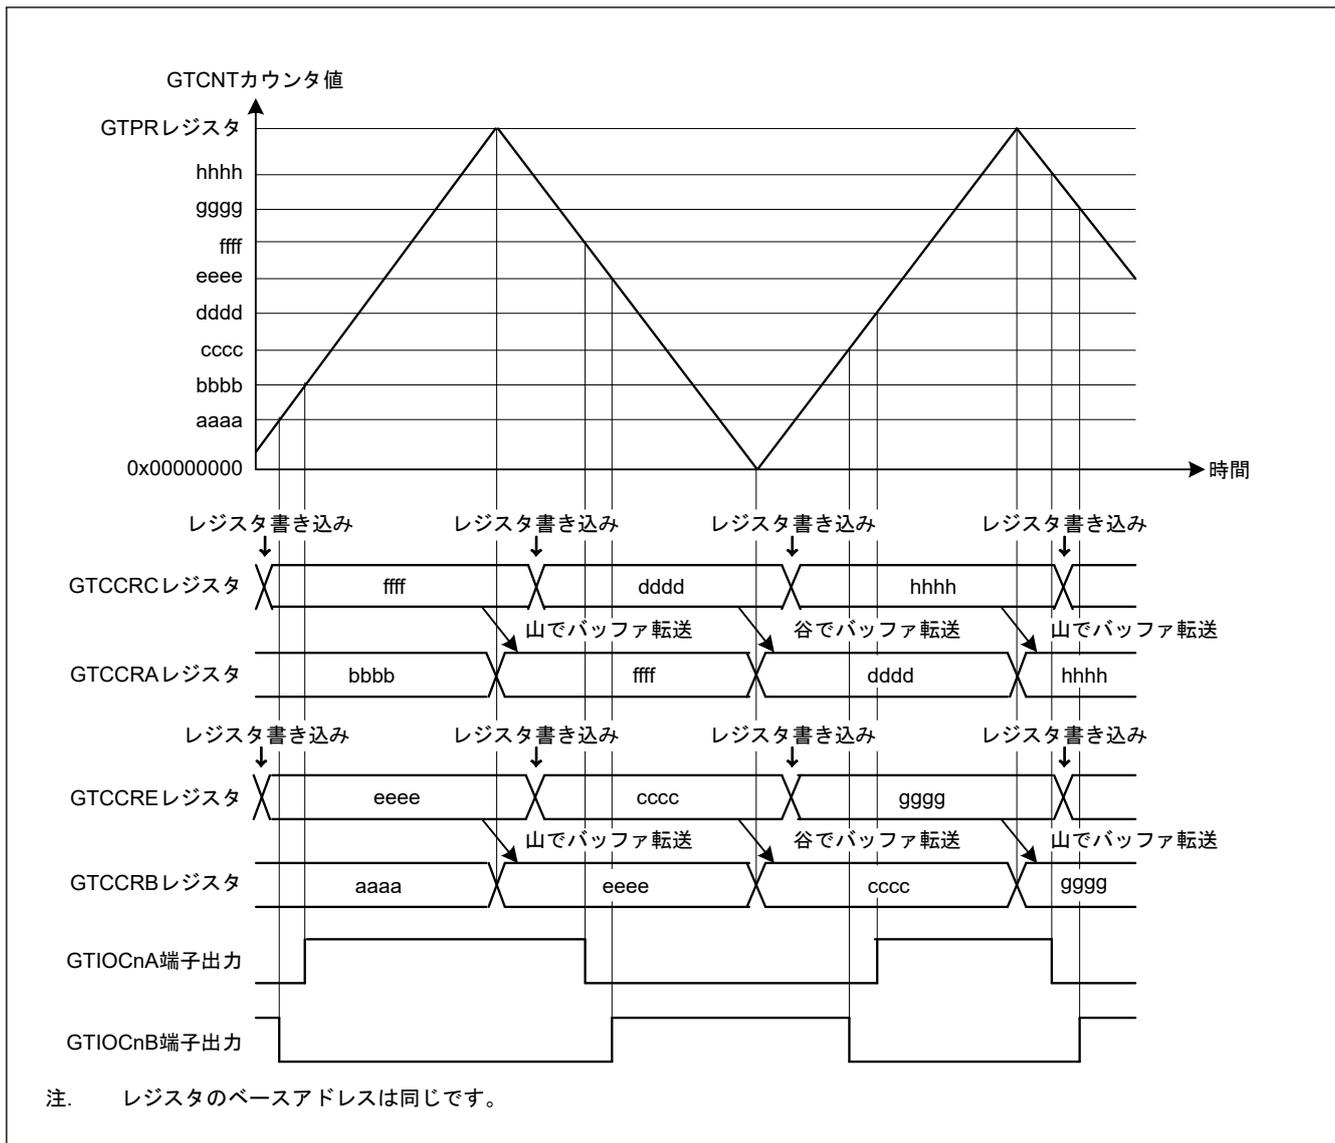 GTCNTカウンタ値
GTPRレジスタ
hhhh
gggg
ffff
eeee
dddd
cccc
bbbb
aaaa
0x00000000
時間
レジスタ書き込み レジスタ書き込み レジスタ書き込み レジスタ書き込み
GTCCRCレジスタ ffff dddd hhhh
山でバッファ転送 谷でバッファ転送 山でバッファ転送
GTCCRAレジスタ bbbb ffff dddd hhhh
レジスタ書き込み レジスタ書き込み レジスタ書き込み レジスタ書き込み
GTCCREレジスタ eeee cccc gggg
山でバッファ転送 谷でバッファ転送 山でバッファ転送
GTCCRBレジスタ aaaa eeee cccc gggg
GTIOCnA端子出力
GTIOCnB端子出力
注. レジスタのベースアドレスは同じです。